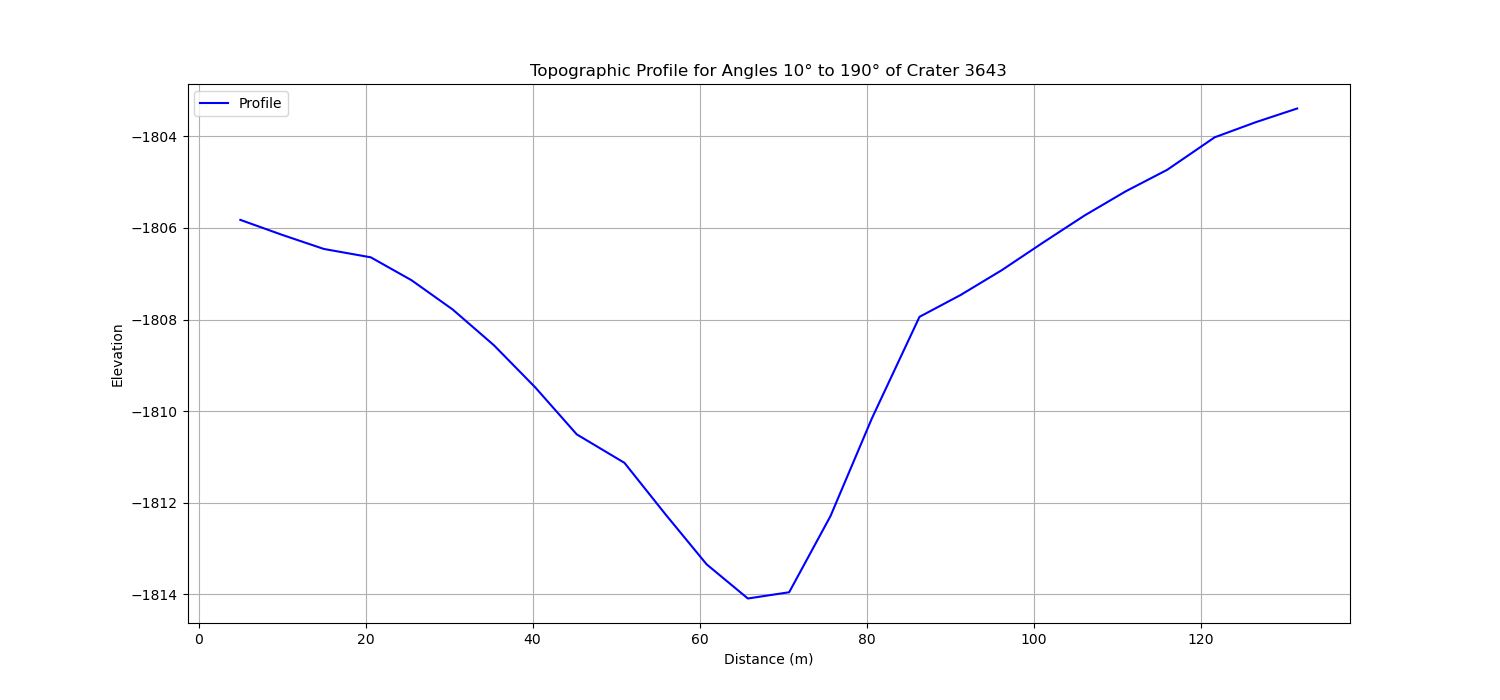 Topographic Profile for Angles 10° to 190° of Crater 3643
Profile
−1804
−1806
−1808
−1810
−1812
−1814
Elevation
0 20 40 60 80 100 120
Distance (m)